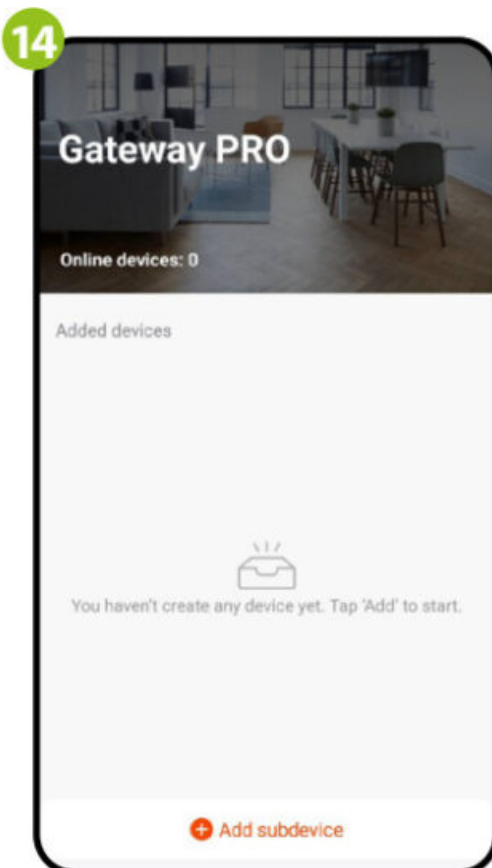 14
Gateway PRO
Online devices: 0
Added devices
You haven't create any device yet. Tap 'Add' to start.
Add subdevice